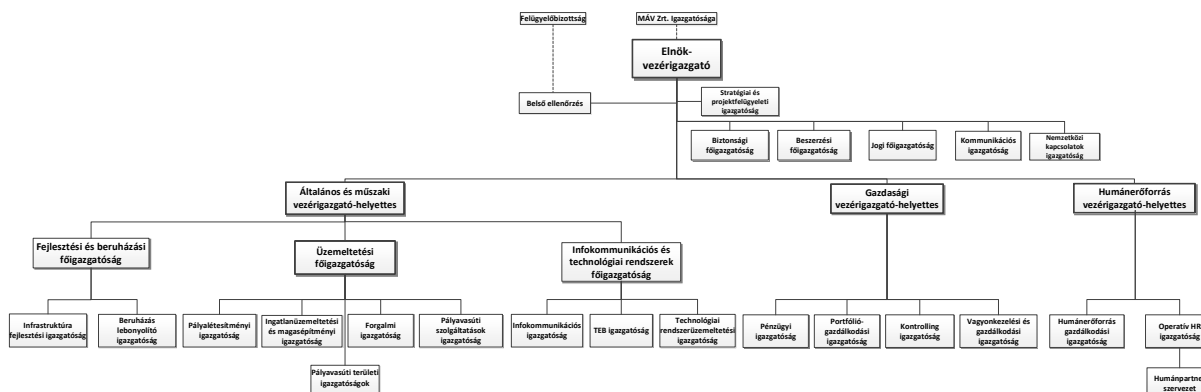 Felügyelőbizottság
MÁV Zrt. Igazgatósága
Elnök-
vezérigazgató
Belső ellenőrzés
Stratégiai és
projektfelügyeleti
igazgatóság
Biztonsági
főigazgatóság
Beszerzési
főigazgatóság
Jogi főigazgatóság
Kommunikációs
igazgatóság
Nemzetközi
kapcsolatok
igazgatóság
Általános és műszaki
vezérigazgató-helyettes
Gazdasági
vezérigazgató-helyettes
Humánerőforrás
vezérigazgató-helyettes
Fejlesztési és beruházási
főigazgatóság
Üzemeltetési
főigazgatóság
Infokommunikációs és
technológiai rendszerek
főigazgatóság
Infrastruktúra
fejlesztési igazgatóság
Beruházás
lebonyolító
igazgatóság
Pályalétesítményi
igazgatóság
Ingatlanüzemeltetési
és magasépítményi
igazgatóság
Forgalmi
igazgatóság
Pályavasúti
szolgáltatások
igazgatóság
Infokommunikációs
igazgatóság
TEB igazgatóság
Technológiai
rendszerüzemeltetési
igazgatóság
Pénzügyi
igazgatóság
Portfólió-
gazdálkodási
igazgatóság
Kontrolling
igazgatóság
Vagyonkezelési és
gazdálkodási
igazgatóság
Humánerőforrás
gazdálkodási
igazgatóság
Operatív HR
igazgatóság
Pályavasúti területi
igazgatóságok
Humánpartner
szervezet